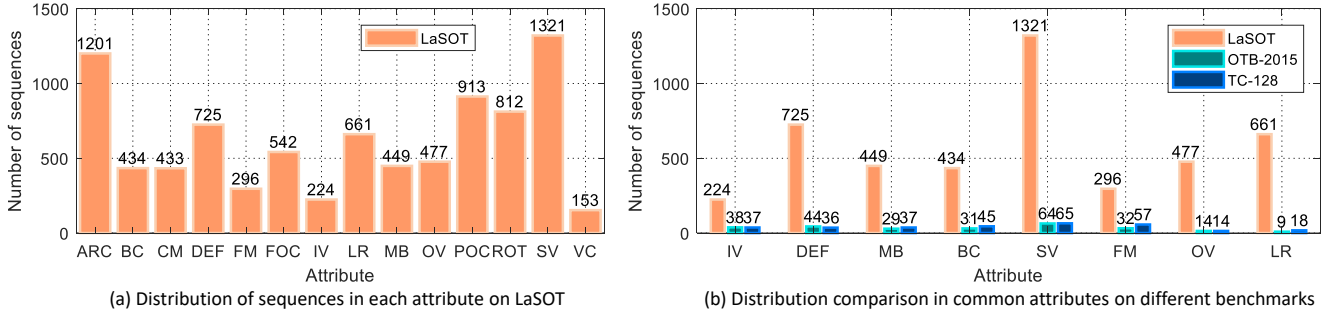 1500
1000
500
0
Number of sequences
LaSOT
1201
434
433
725
296
542
224
661
449
477
913
812
1321
153
ARC BC CM DEF FM FOC IV LR MB OV POC ROT SV VC
Attribute
(a) Distribution of sequences in each attribute on LaSOT
1500
1000
500
0
Number of sequences
LaSOT
OTB-2015
TC-128
224 38 37
725 44 36
449 29 37
434 31 45
1321 64 65
296 32 57
477 14 14
661 9 18
IV DEF MB BC SV FM OV LR
Attribute
(b) Distribution comparison in common attributes on different benchmarks